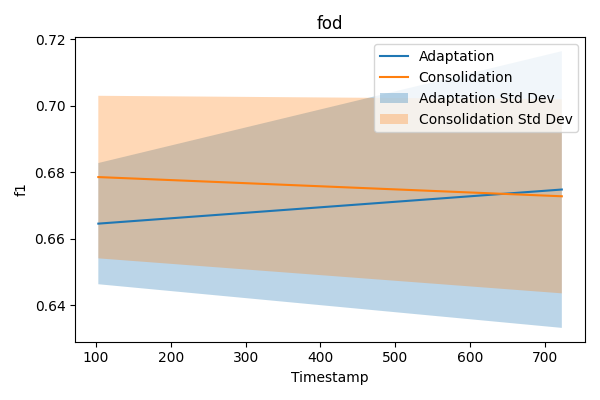 fod
0.72
0.70
0.68
0.66
0.64
f1
Adaptation
Consolidation
Adaptation Std Dev
Consolidation Std Dev
100 200 300 400 500 600 700
Timestamp